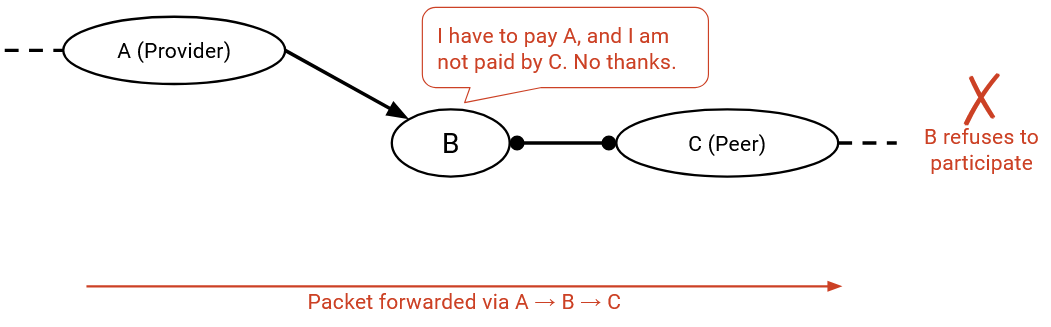 A (Provider)
I have to pay A, and I am
not paid by C. No thanks.
B
C (Peer)
B refuses to
participate
Packet forwarded via A → B → C